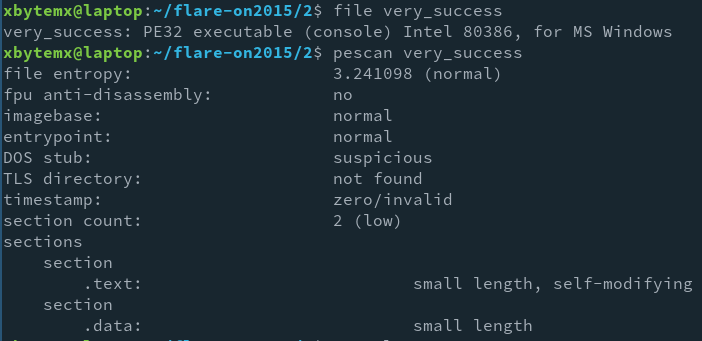 xbytemx@laptop:~/flare-on2015/2$ file very_success
very_success: PE32 executable (console) Intel 80386, for MS Windows
xbytemx@laptop:~/flare-on2015/2$ pescan very_success
file entropy: 3.241098 (normal)
fpu anti-disassembly: no
imagebase: normal
entrypoint: normal
DOS stub: suspicious
TLS directory: not found
timestamp: zero/invalid
section count: 2 (low)
sections
section
.text: small length, self-modifying
section
.data: small length